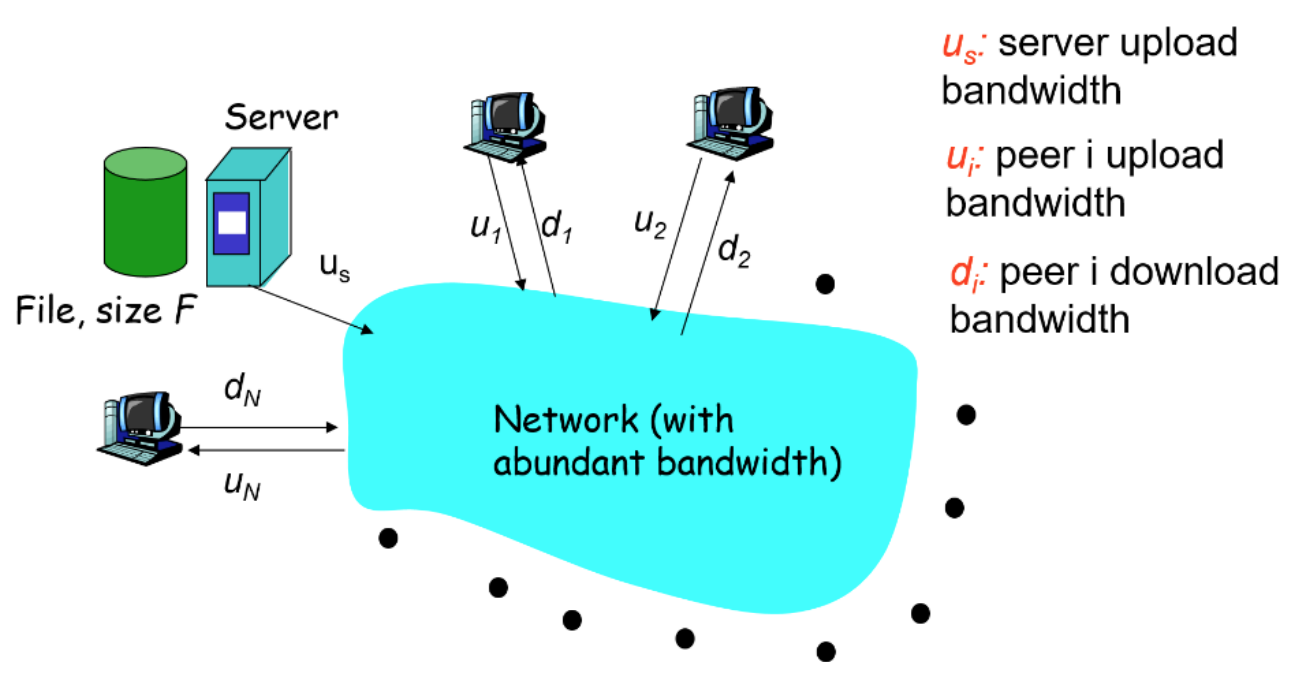 Server
File, size F
u_s
u_1
d_1
u_2
d_2
d_N
u_N
Network (with
abundant bandwidth)
u_s: server upload
bandwidth
u_i: peer i upload
bandwidth
d_i: peer i download
bandwidth